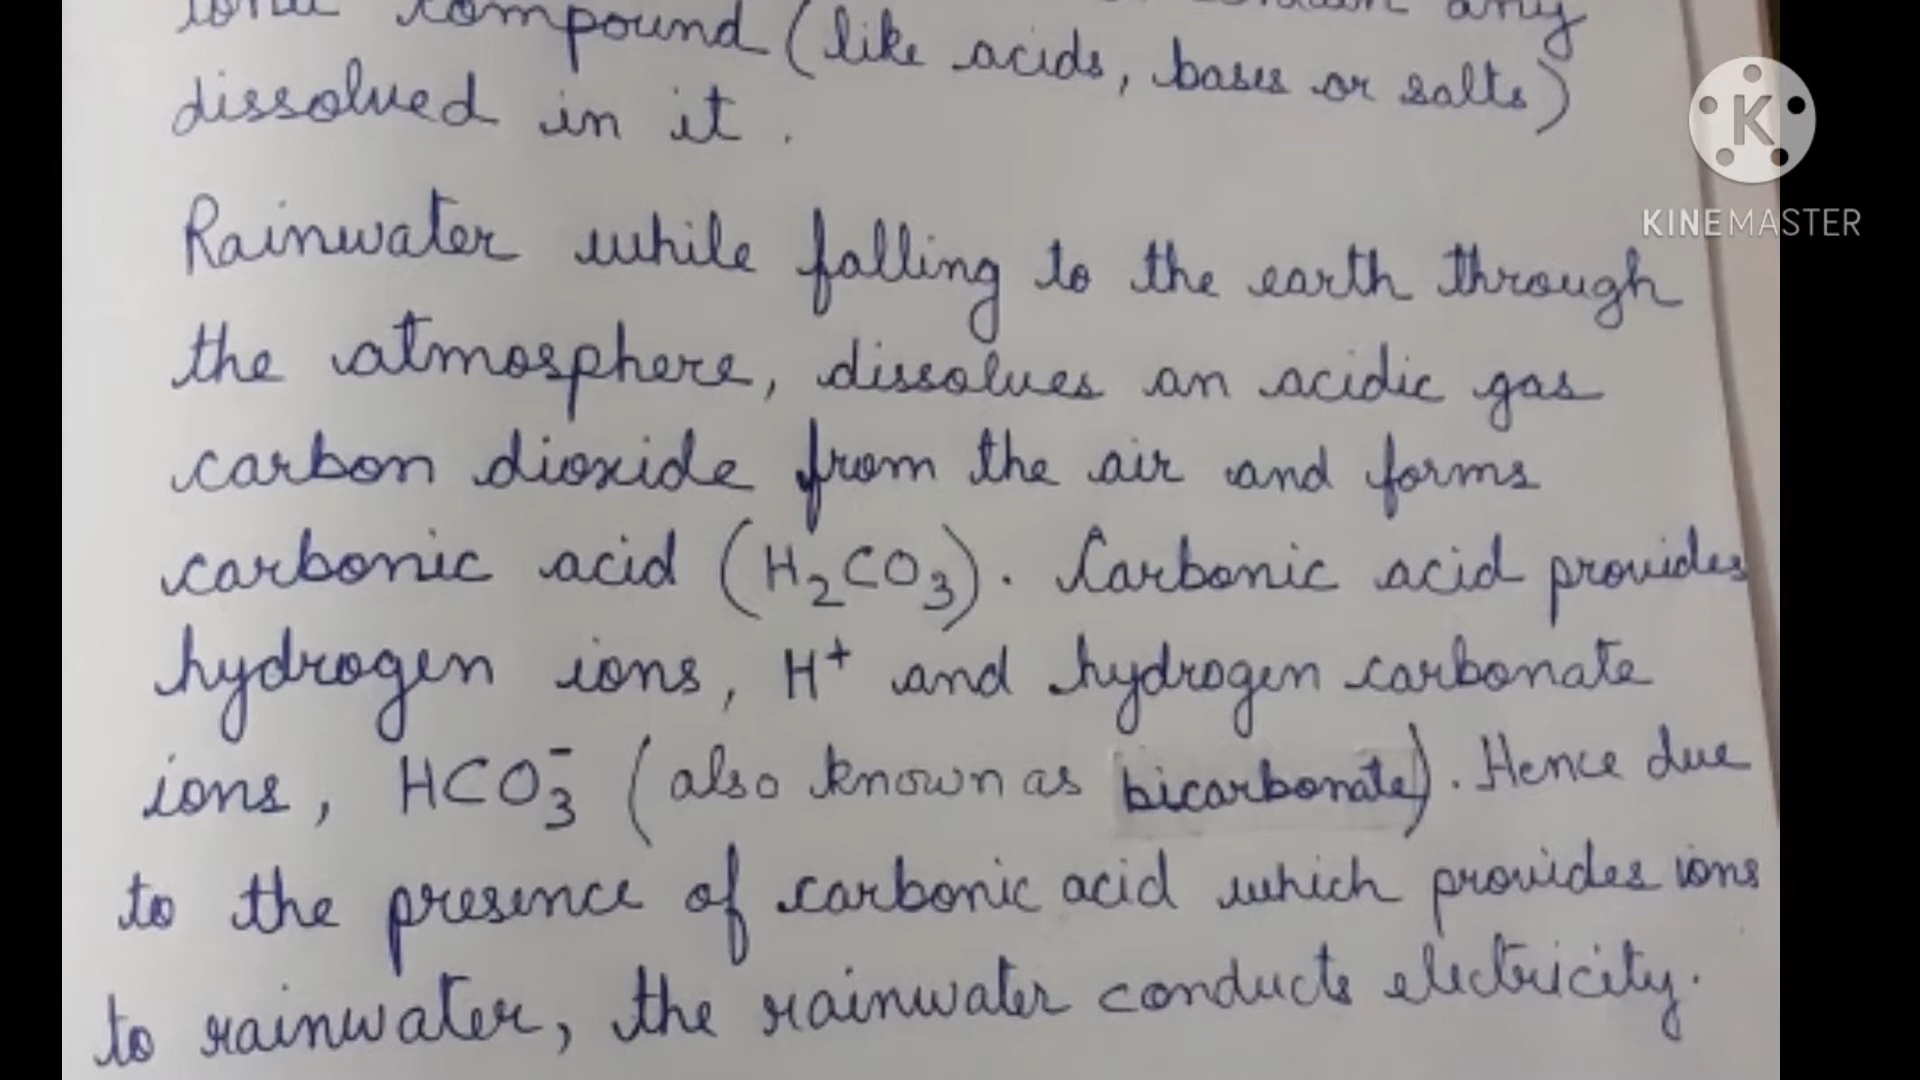 compound (like acids, bases or salts) any
dissolved in it.
Rainwater while falling to the earth through
the atmosphere, dissolves an acidic gas
carbon dioxide from the air and forms
carbonic acid (H₂CO₃). Carbonic acid provides
hydrogen ions, H⁺ and hydrogen carbonate
ions, HCO₃⁻ (also known as bicarbonate). Hence due
to the presence of carbonic acid which provides ions
to rainwater, the rainwater conducts electricity.
K
KINEMASTER